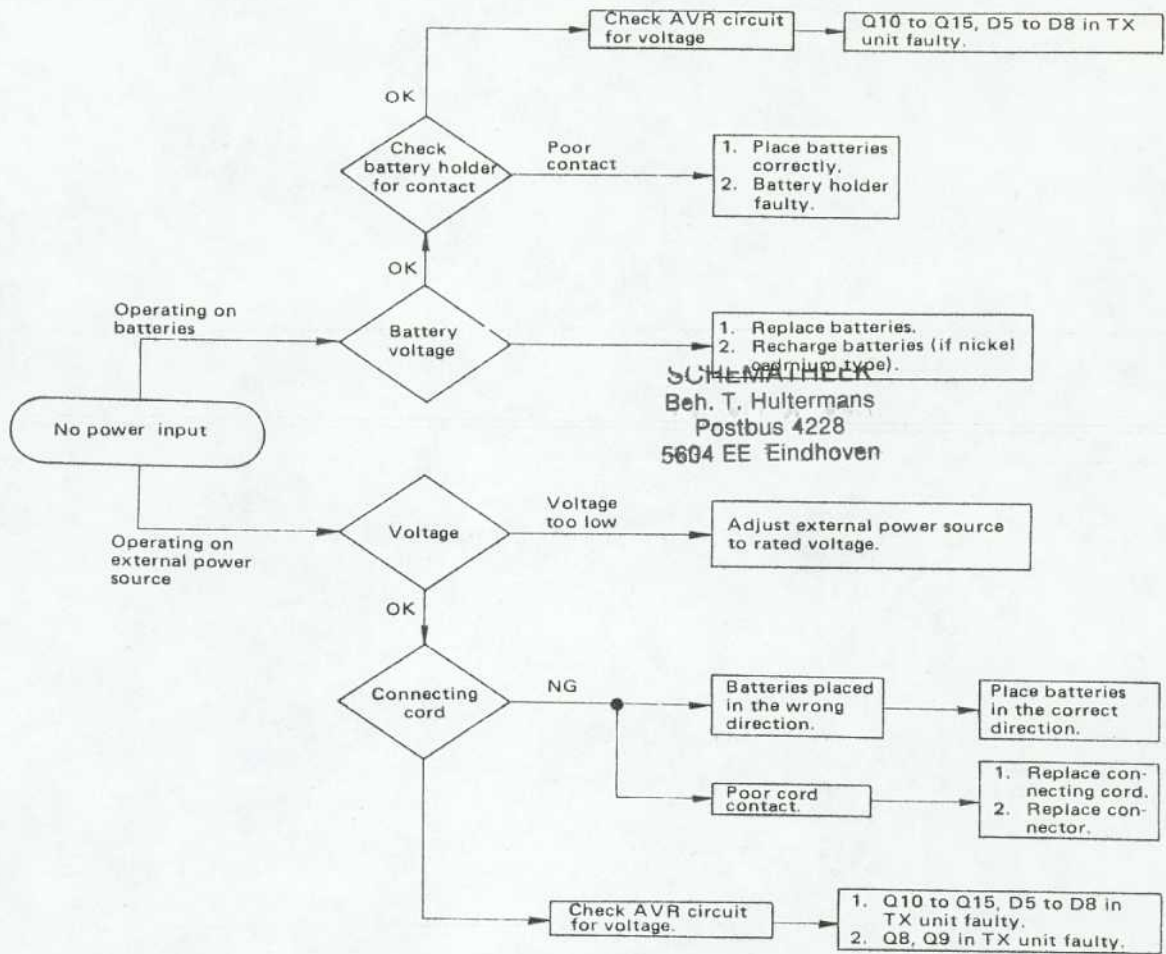 Check AVR circuit
for voltage
Q10 to Q15, D5 to D8 in TX
unit faulty.
OK
Check
battery holder
for contact
Poor
contact
1. Place batteries
correctly.
2. Battery holder
faulty.
OK
Operating on
batteries
Battery
voltage
1. Replace batteries.
2. Recharge batteries (if nickel
cedmium type).
SCHEMATHEEK
Beh. T. Hultermans
Postbus 4228
5604 EE Eindhoven
No power input
Operating on
external power
source
Voltage
Voltage
too low
Adjust external power source
to rated voltage.
OK
Connecting
cord
NG
Batteries placed
in the wrong
direction.
Place batteries
in the correct
direction.
Poor cord
contact.
1. Replace con-
necting cord.
2. Replace con-
nector.
Check AVR circuit
for voltage.
1. Q10 to Q15, D5 to D8 in
TX unit faulty.
2. Q8, Q9 in TX unit faulty.